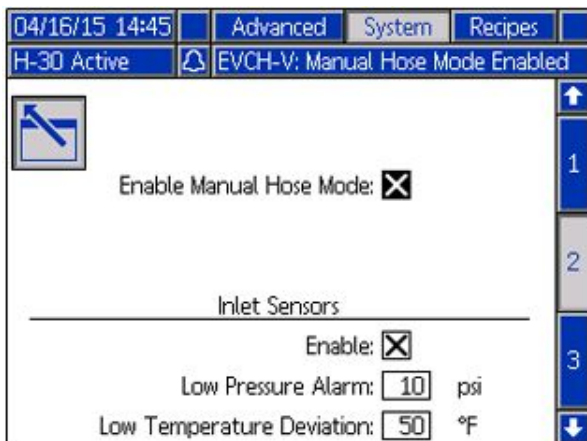 04/16/15 14:45 Advanced System Recipes
H-30 Active EVCH-V: Manual Hose Mode Enabled
1
Enable Manual Hose Mode:
2
Inlet Sensors
Enable:
3
Low Pressure Alarm: 10 psi
Low Temperature Deviation: 50 °F